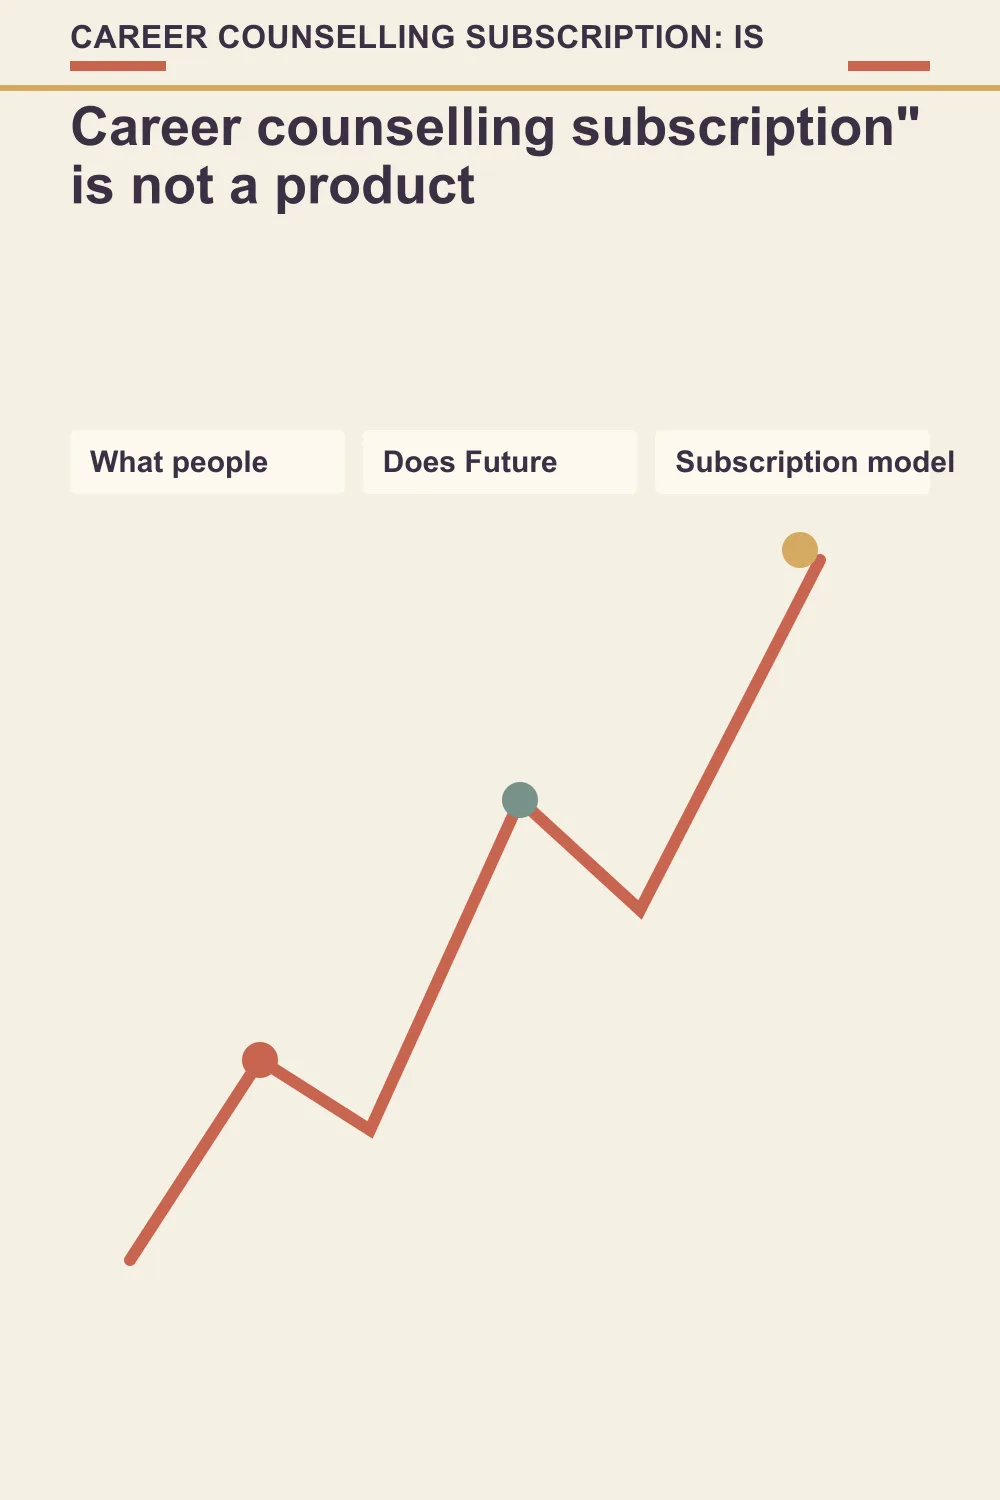 CAREER COUNSELLING SUBSCRIPTION: IS
Career counselling subscription"
is not a product
What people
Does Future
Subscription model